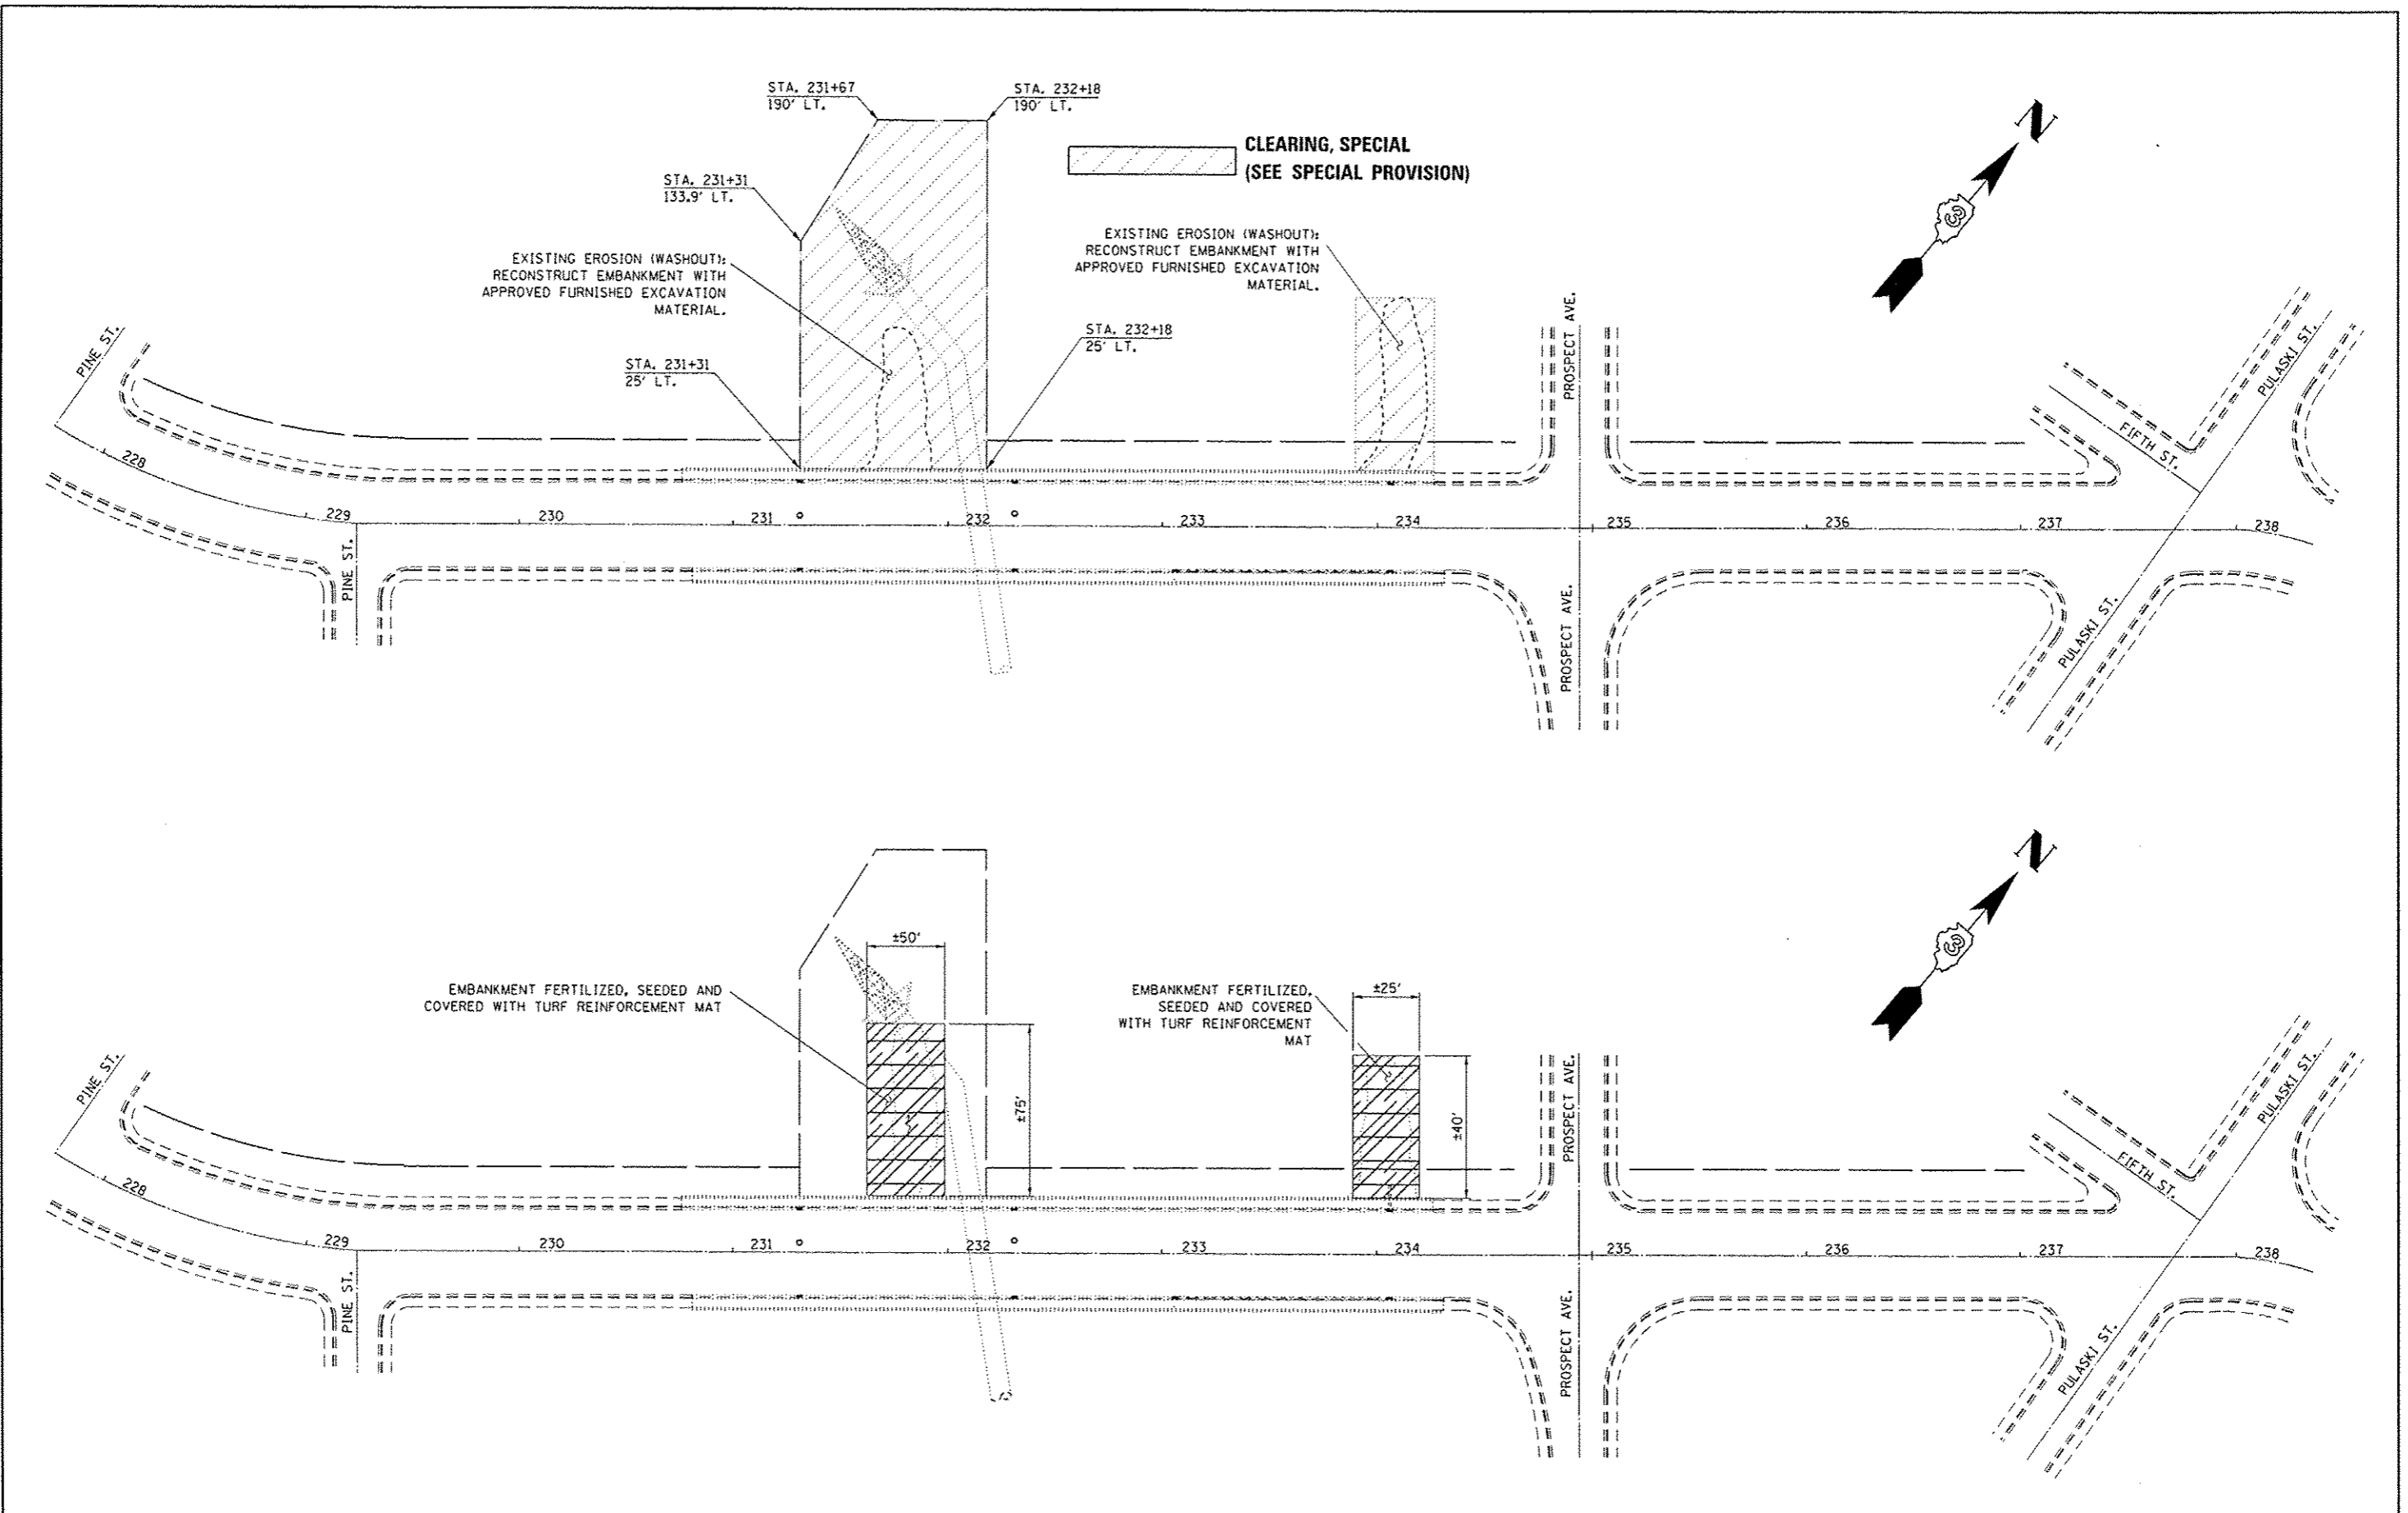 STA. 231+67
190' LT.
STA. 232+18
190' LT.
CLEARING, SPECIAL
(SEE SPECIAL PROVISION)
N
3
STA. 231+31
133.9' LT.
EXISTING EROSION (WASHOUT):
RECONSTRUCT EMBANKMENT WITH
APPROVED FURNISHED EXCAVATION
MATERIAL.
EXISTING EROSION (WASHOUT):
RECONSTRUCT EMBANKMENT WITH
APPROVED FURNISHED EXCAVATION
MATERIAL.
STA. 231+31
25' LT.
STA. 232+18
25' LT.
PINE ST.
PROSPECT AVE.
PULASKI ST.
FIFTH ST.
228
229
230
231
232
233
234
235
236
237
238
PINE ST.
PROSPECT AVE.
PULASKI ST.
N
3
±50'
EMBANKMENT FERTILIZED, SEEDED AND
COVERED WITH TURF REINFORCEMENT MAT
±75'
EMBANKMENT FERTILIZED,
SEEDED AND COVERED
WITH TURF REINFORCEMENT
MAT
±25'
±40'
PINE ST.
PROSPECT AVE.
PULASKI ST.
FIFTH ST.
228
229
230
231
232
233
234
235
236
237
238
PINE ST.
PROSPECT AVE.
PULASKI ST.